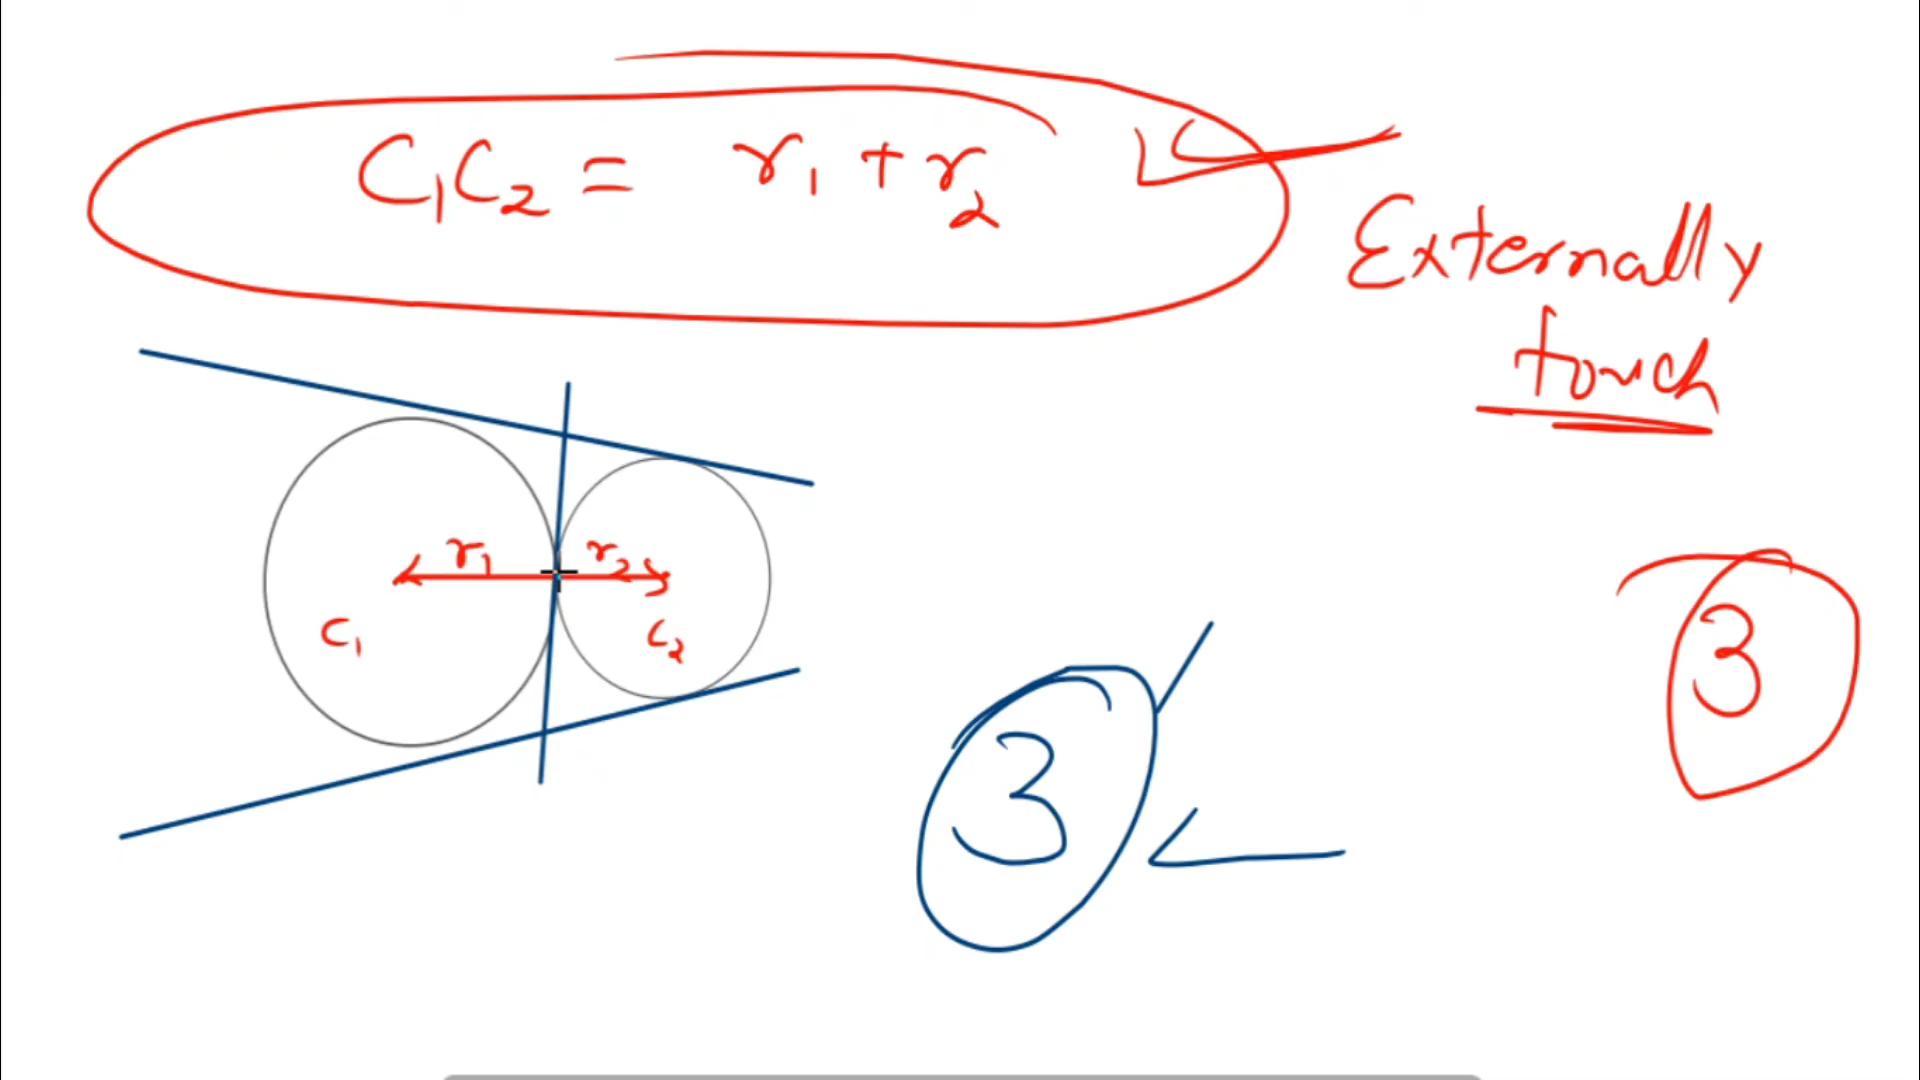 C₁C₂ = r₁ + r₂
Externally
touch
r₁ r₂
C₁ C₂
3
3